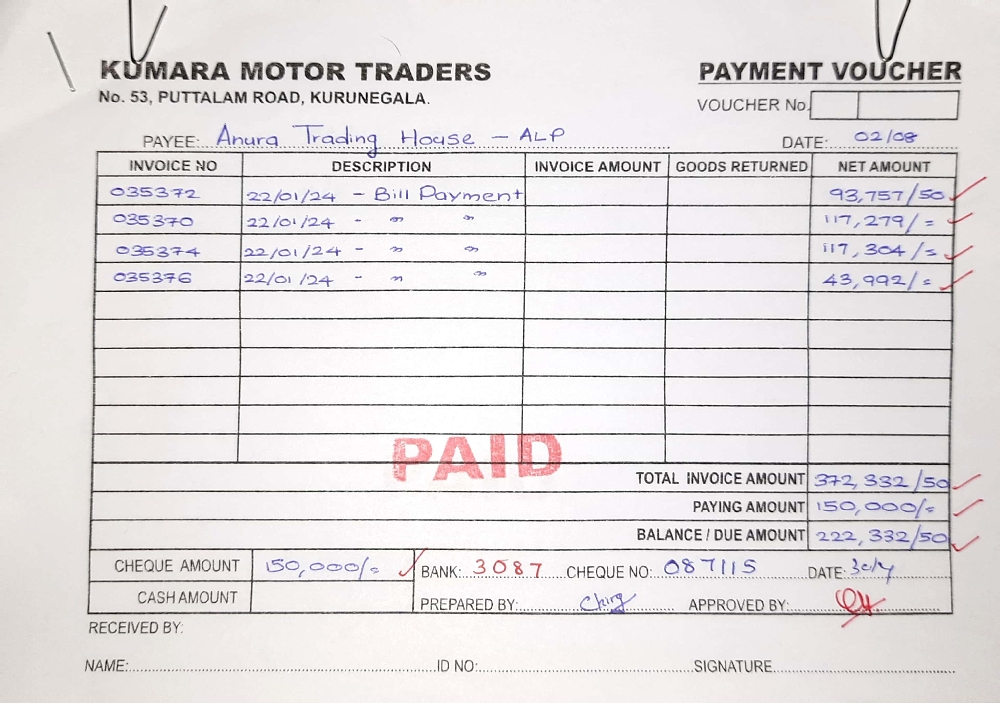 KUMARA MOTOR TRADERS
No. 53, PUTTALAM ROAD, KURUNEGALA.
PAYMENT VOUCHER
VOUCHER No.
PAYEE: Anura Trading House - ALP
DATE: 02/08
INVOICE NO DESCRIPTION INVOICE AMOUNT GOODS RETURNED NET AMOUNT
035372 22/01/24 - Bill Payment 93,757/50
035370 22/01/24 - " " 117,279/=
035374 22/01/24 - " " 117,304/=
035376 22/01/24 - " " 43,992/=
PAID
TOTAL INVOICE AMOUNT 372,332/50
PAYING AMOUNT 150,000/=
BALANCE / DUE AMOUNT 222,332/50
CHEQUE AMOUNT 150,000/= BANK: 3087 CHEQUE NO: 087115 DATE:
CASH AMOUNT PREPARED BY: APPROVED BY:
RECEIVED BY:
NAME: ID NO: SIGNATURE